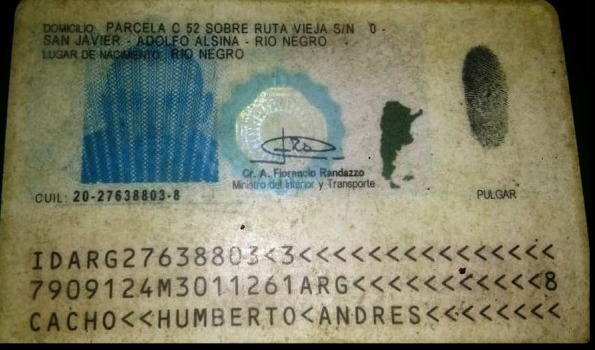 DOMICILIO: PARCELA C 52 SOBRE RUTA VIEJA S/N 0 -
SAN JAVIER - ADOLFO ALSINA - RIO NEGRO
LUGAR DE NACIMIENTO: RIO NEGRO
Cr. A. Florencio Randazzo
Ministro del Interior y Transporte
CUIL: 20-27638803-8
PULGAR
IDARG27638803<3<<<<<<<<<<<<<<<
7909124M3011261ARG<<<<<<<<<<<8
CACHO<<HUMBERTO<ANDRES<<<<<<<<